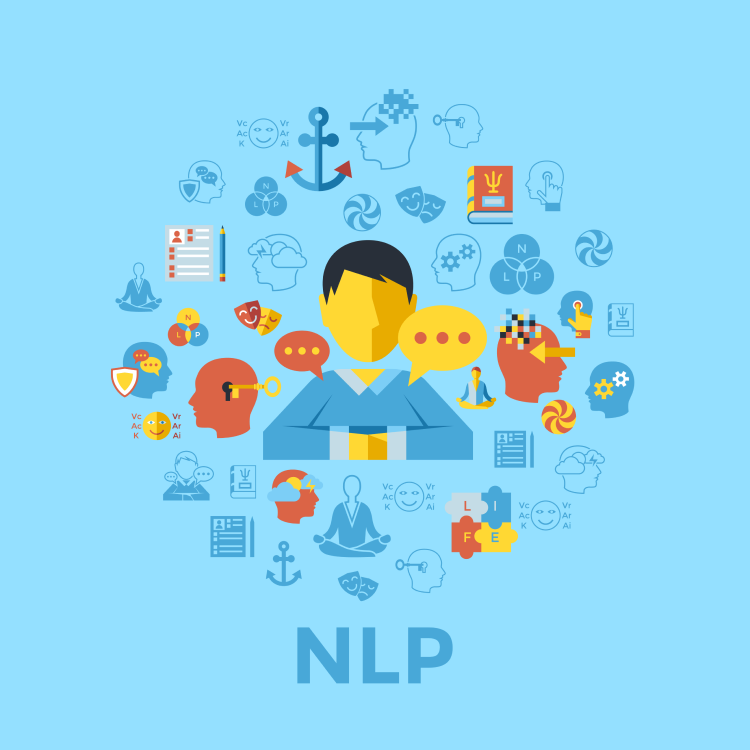 Vc Vr
Ac Ar
K Ai
N
L P
ψ
N
L P
N
L P
Vc Vr
Ac Ar
K Ai
ψ
ψ
Vc Vr
Ac Ar
K Ai
L I
F E
Vc Vr
Ac Ar
K Ai
NLP